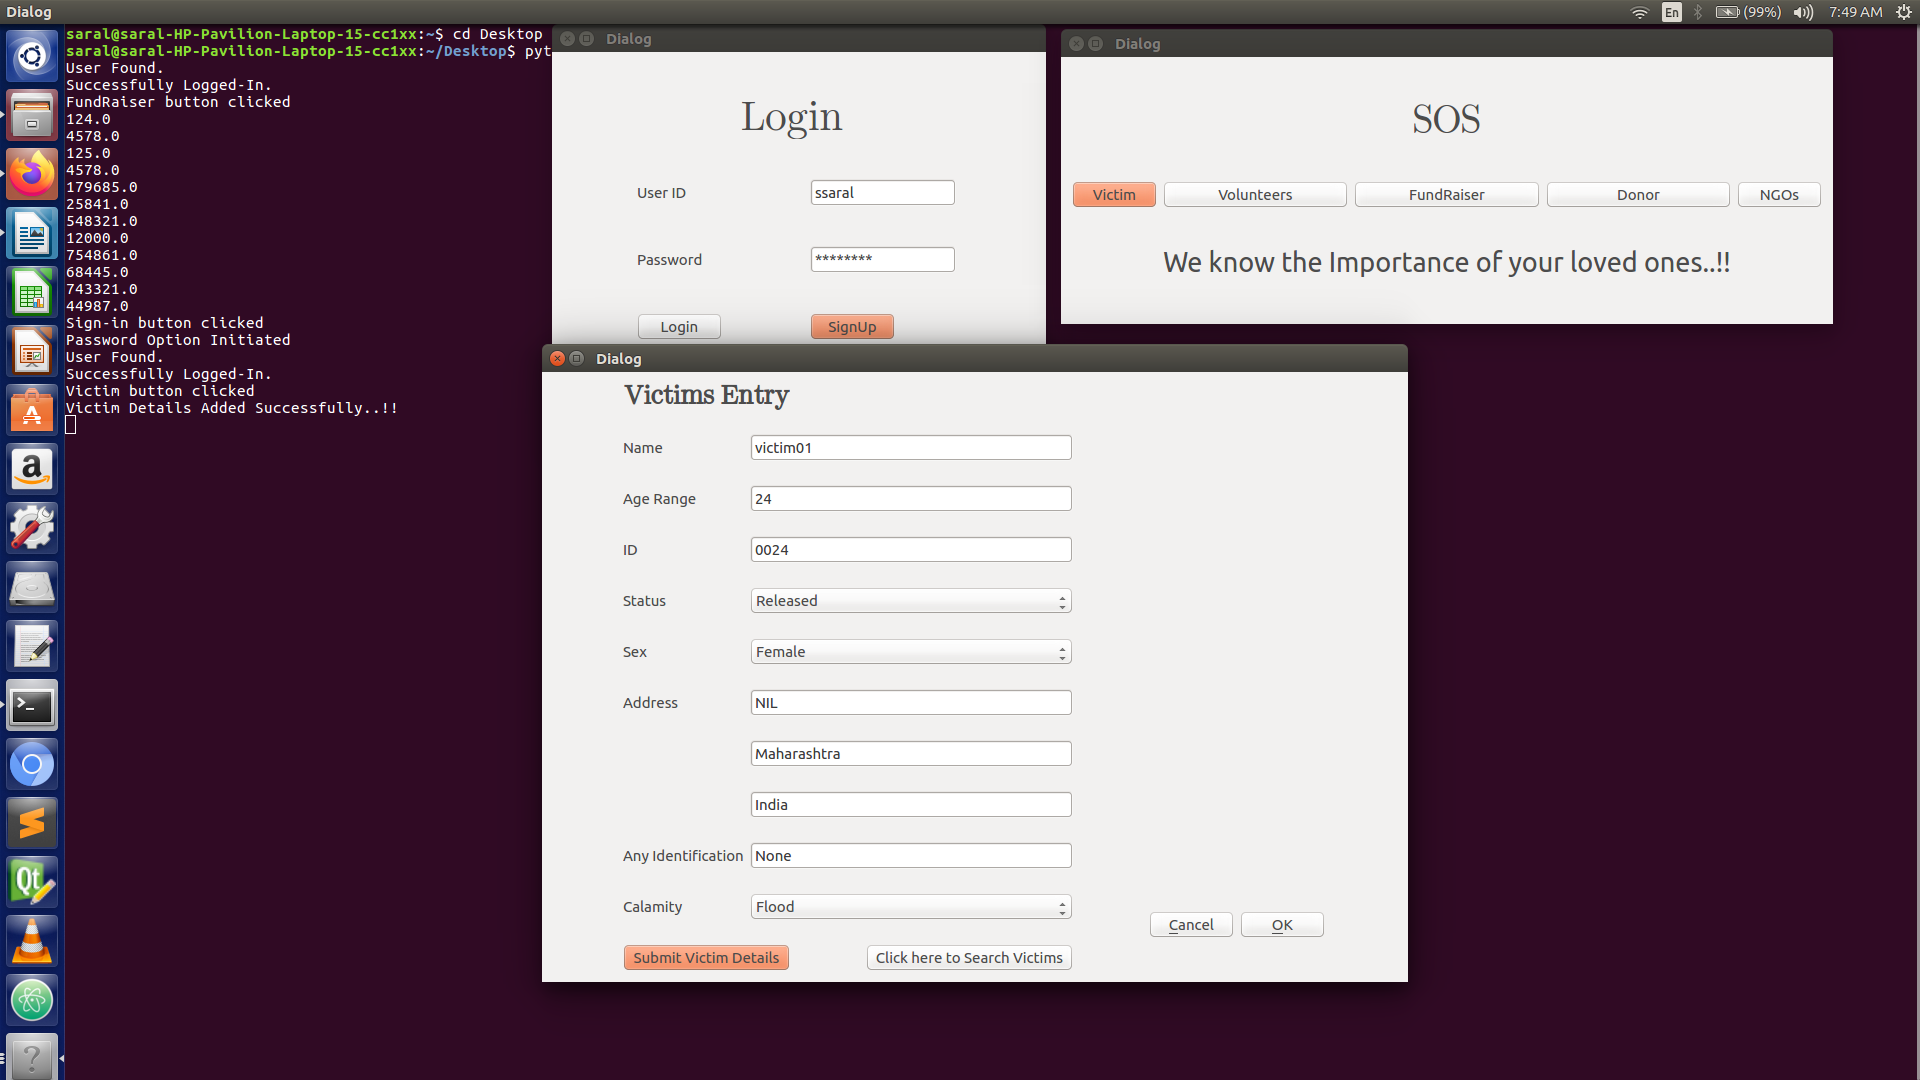 Dialog
En
(99%)
7:49 AM
saral@saral-HP-Pavilion-Laptop-15-cc1xx:~$ cd Desktop
saral@saral-HP-Pavilion-Laptop-15-cc1xx:~/Desktop$ pyt
User Found.
Successfully Logged-In.
FundRaiser button clicked
124.0
4578.0
125.0
4578.0
179685.0
25841.0
548321.0
12000.0
754861.0
68445.0
743321.0
44987.0
Sign-in button clicked
Password Option Initiated
User Found.
Successfully Logged-In.
Victim button clicked
Victim Details Added Successfully..!!
Dialog
Login
User ID
ssaral
Password
********
Login
SignUp
Dialog
SOS
Victim
Volunteers
FundRaiser
Donor
NGOs
We know the Importance of your loved ones..!!
Dialog
Victims Entry
Name
victim01
Age Range
24
ID
0024
Status
Released
Sex
Female
Address
NIL
Maharashtra
India
Any Identification
None
Calamity
Flood
Cancel
OK
Submit Victim Details
Click here to Search Victims
A
a
>_
Qt
?